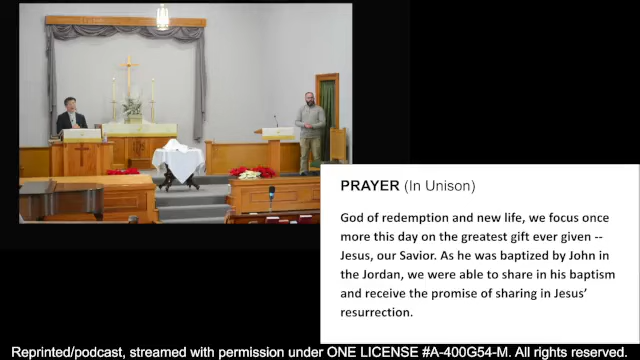 PRAYER (In Unison)
God of redemption and new life, we focus once
more this day on the greatest gift ever given --
Jesus, our Savior. As he was baptized by John in
the Jordan, we were able to share in his baptism
and receive the promise of sharing in Jesus’
resurrection.
Reprinted/podcast, streamed with permission under ONE LICENSE #A-400G54-M. All rights reserved.